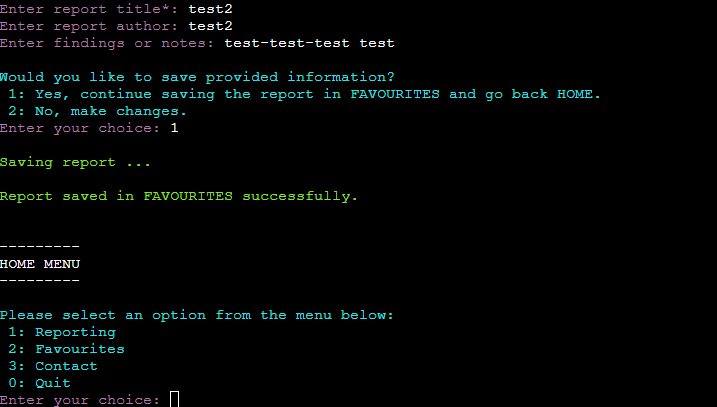 Enter report title*: test2
Enter report author: test2
Enter findings or notes: test-test-test test
Would you like to save provided information?
1: Yes, continue saving the report in FAVOURITES and go back HOME.
2: No, make changes.
Enter your choice: 1
Saving report ...
Report saved in FAVOURITES successfully.
---------
HOME MENU
---------
Please select an option from the menu below:
1: Reporting
2: Favourites
3: Contact
0: Quit
Enter your choice: